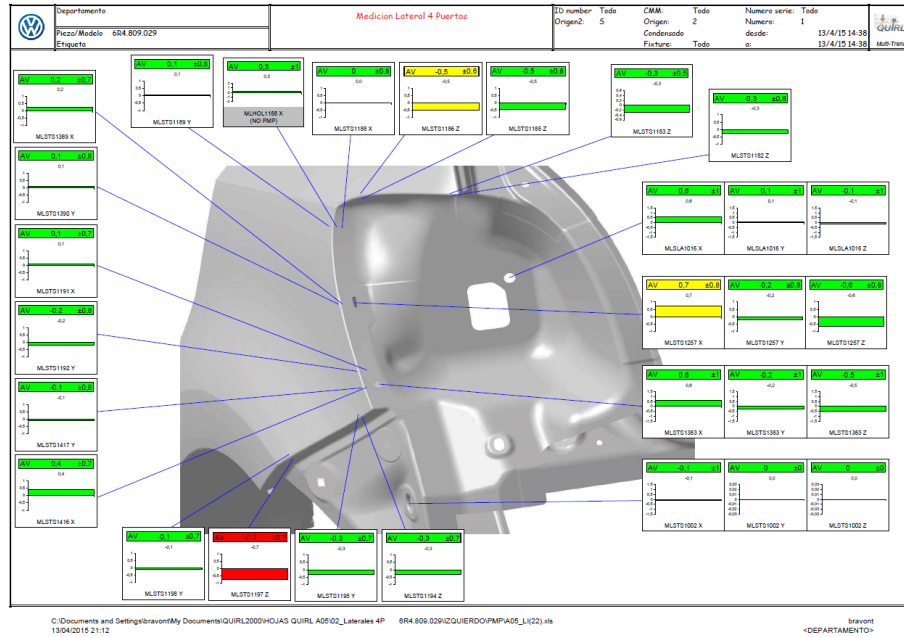 Departamento
Pieza/Modelo 6R4.809.029
Etiqueta
Medicion Lateral 4 Puertas
ID number Todo CMM: Todo Numero serie: Todo
Origen2: S Origen: 2 Numero: 1
Condensado desde: 13/4/15 14:38
Fixture: Todo a: 13/4/15 14:38
QUIRL
Multi-Trend
AV 0,2 ±0,7
0,2
MLSTS1389 X
AV 0,1 ±0,8
0,1
MLSTS1189 Y
AV 0,3 ±1
0,3
MLHOL1188 X
(NO PMP)
AV 0 ±0,8
0,0
MLSTS1188 X
AV -0,5 ±0,6
-0,5
MLSTS1186 Z
AV -0,5 ±0,8
-0,5
MLSTS1185 Z
AV -0,3 ±0,5
-0,3
MLSTS1183 Z
AV -0,3 ±0,8
-0,3
MLSTS1182 Z
AV 0,1 ±0,8
0,1
MLSTS1390 Y
AV 0,1 ±0,7
0,1
MLSTS1191 X
AV -0,2 ±0,8
-0,2
MLSTS1192 Y
AV -0,1 ±0,8
-0,1
MLSTS1417 Y
AV 0,4 ±0,7
0,4
MLSTS1416 X
AV 0,6 ±1
0,6
MLSLA1016 X
AV 0,1 ±1
0,1
MLSLA1016 Y
AV -0,1 ±1
-0,1
MLSLA1016 Z
AV 0,7 ±0,8
0,7
MLSTS1257 X
AV -0,2 ±0,8
-0,2
MLSTS1257 Y
AV -0,6 ±0,8
-0,6
MLSTS1257 Z
AV 0,6 ±1
0,6
MLSTS1383 X
AV -0,2 ±1
-0,2
MLSTS1383 Y
AV -0,5 ±1
-0,5
MLSTS1383 Z
AV -0,1 ±1
-0,1
MLSTS1002 X
AV 0 ±0
0,0
MLSTS1002 Y
AV 0 ±0
0,0
MLSTS1002 Z
AV -0,1 ±0,7
-0,1
MLSTS1198 Y
AV -0,7 ±0,7
-0,7
MLSTS1197 Z
AV -0,3 ±0,7
-0,3
MLSTS1195 Y
AV -0,3 ±0,7
-0,3
MLSTS1194 Z
C:\Documents and Settings\bravont\My Documents\QUIRL2000\HOJAS QUIRL A05\02_Laterales 4P 6R4.809.029\IZQUIERDO\PMP\A05_LI(22).xls bravont
13/04/2015 21:12 <DEPARTAMENTO>